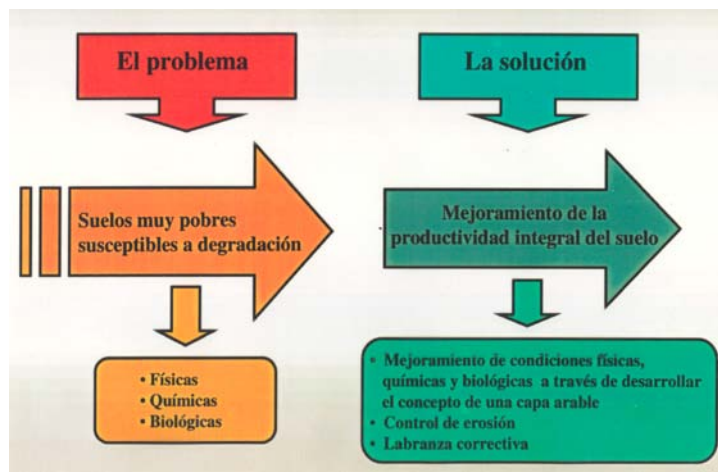 El problema
Suelos muy pobres
susceptibles a degradación
• Físicas
• Químicas
• Biológicas
La solución
Mejoramiento de la
productividad integral del suelo
• Mejoramiento de condiciones físicas,
químicas y biológicas a través de desarrollar
el concepto de una capa arable
• Control de erosión
• Labranza correctiva